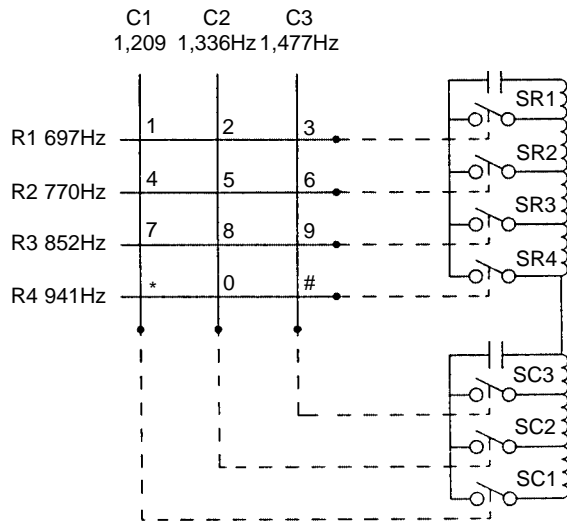 C1 C2 C3
1,209 1,336Hz 1,477Hz
R1 697Hz 1 2 3
R2 770Hz 4 5 6
R3 852Hz 7 8 9
R4 941Hz * 0 #
SR1
SR2
SR3
SR4
SC3
SC2
SC1